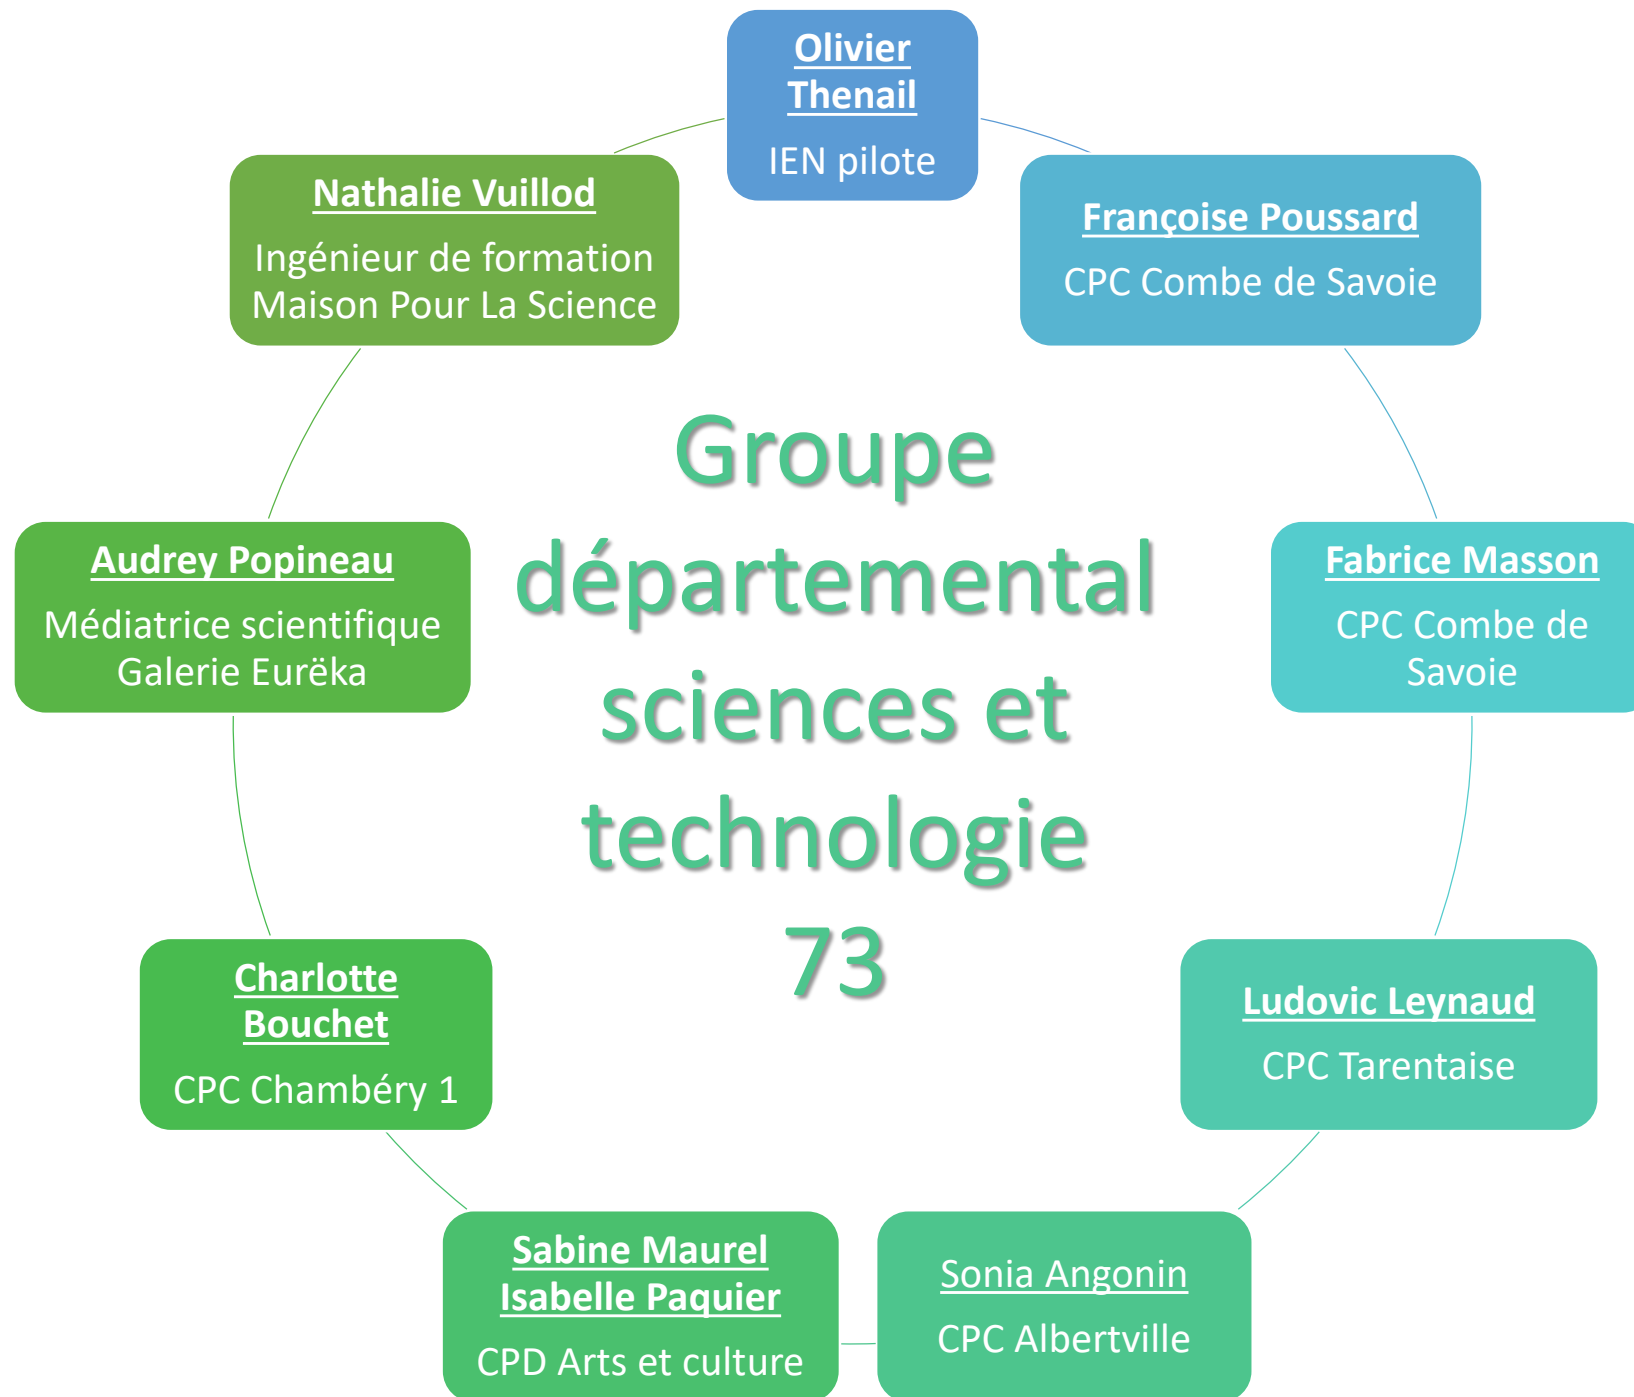 Olivier
Thenail
IEN pilote
Françoise Poussard
CPC Combe de Savoie
Fabrice Masson
CPC Combe de
Savoie
Ludovic Leynaud
CPC Tarentaise
Sonia Angonin
CPC Albertville
Sabine Maurel
Isabelle Paquier
CPD Arts et culture
Charlotte
Bouchet
CPC Chambéry 1
Audrey Popineau
Médiatrice scientifique
Galerie Eurëka
Nathalie Vuillod
Ingénieur de formation
Maison Pour La Science
Groupe
départemental
sciences et
technologie
73